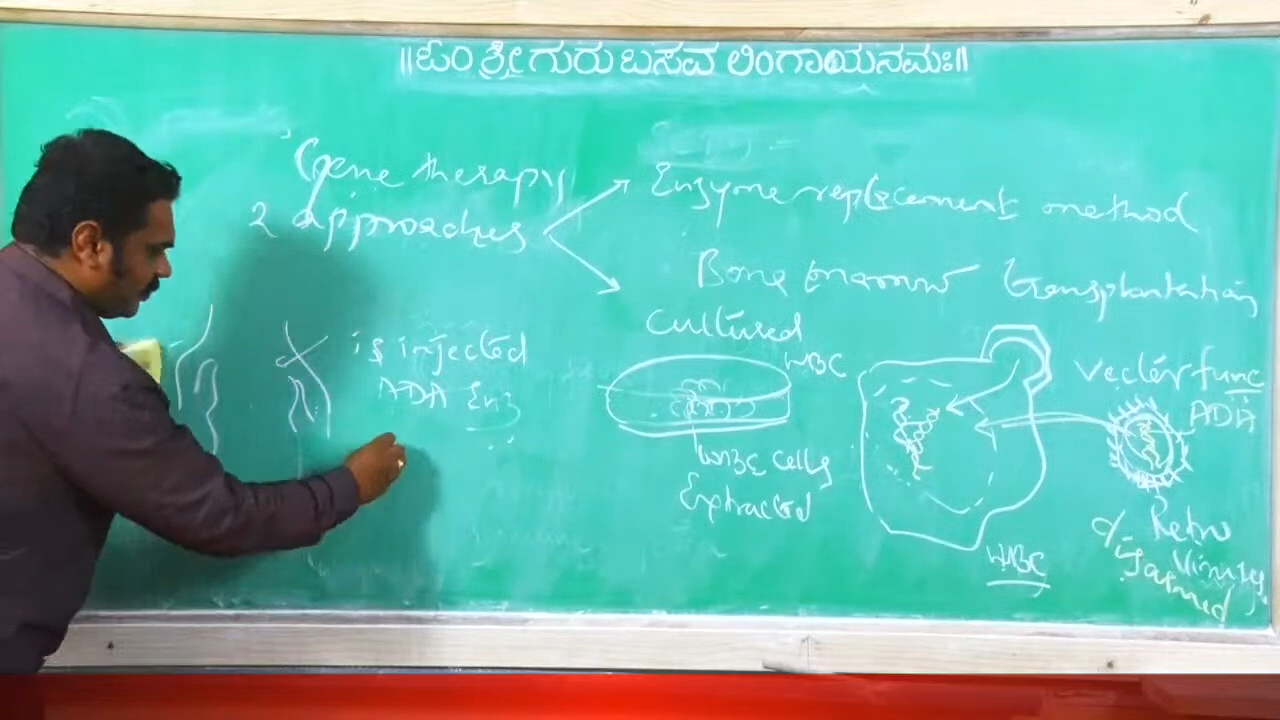 ॥ಓಂ ಶ್ರೀ ಗುರು ಬಸವ ಲಿಂಗಾಯನಮಃ॥
Gene therapy
2 approaches
Enzyme replacement method
Bone marrow transplantation
is injected
ADA Enz
Cultured
WBC
WBC Cells
Extracted
WBC
Vector func
ADA
Retro
Virus